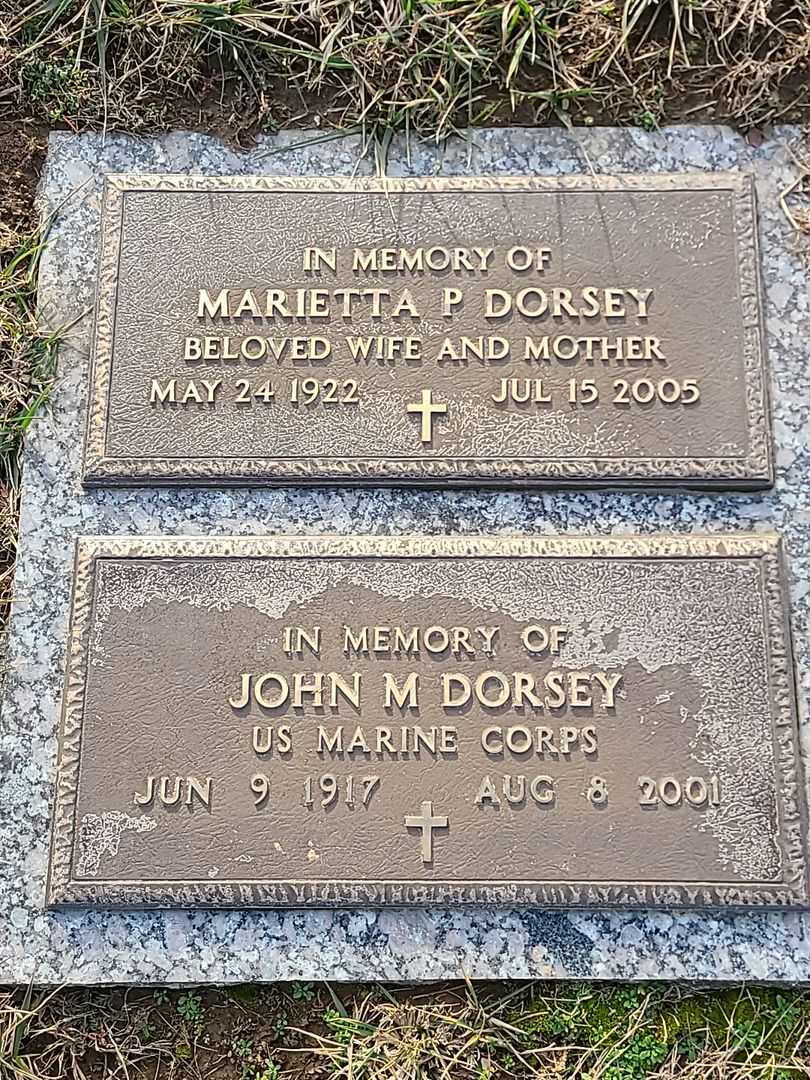 IN MEMORY OF
MARIETTA P DORSEY
BELOVED WIFE AND MOTHER
MAY 24 1922 JUL 15 2005
IN MEMORY OF
JOHN M DORSEY
US MARINE CORPS
JUN 9 1917 AUG 8 2001